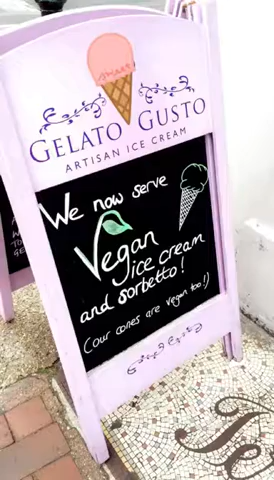 GELATO GUSTO
ARTISAN ICE CREAM
We now serve
Vegan
ice cream
and sorbetto!
(our cones are vegan too!)